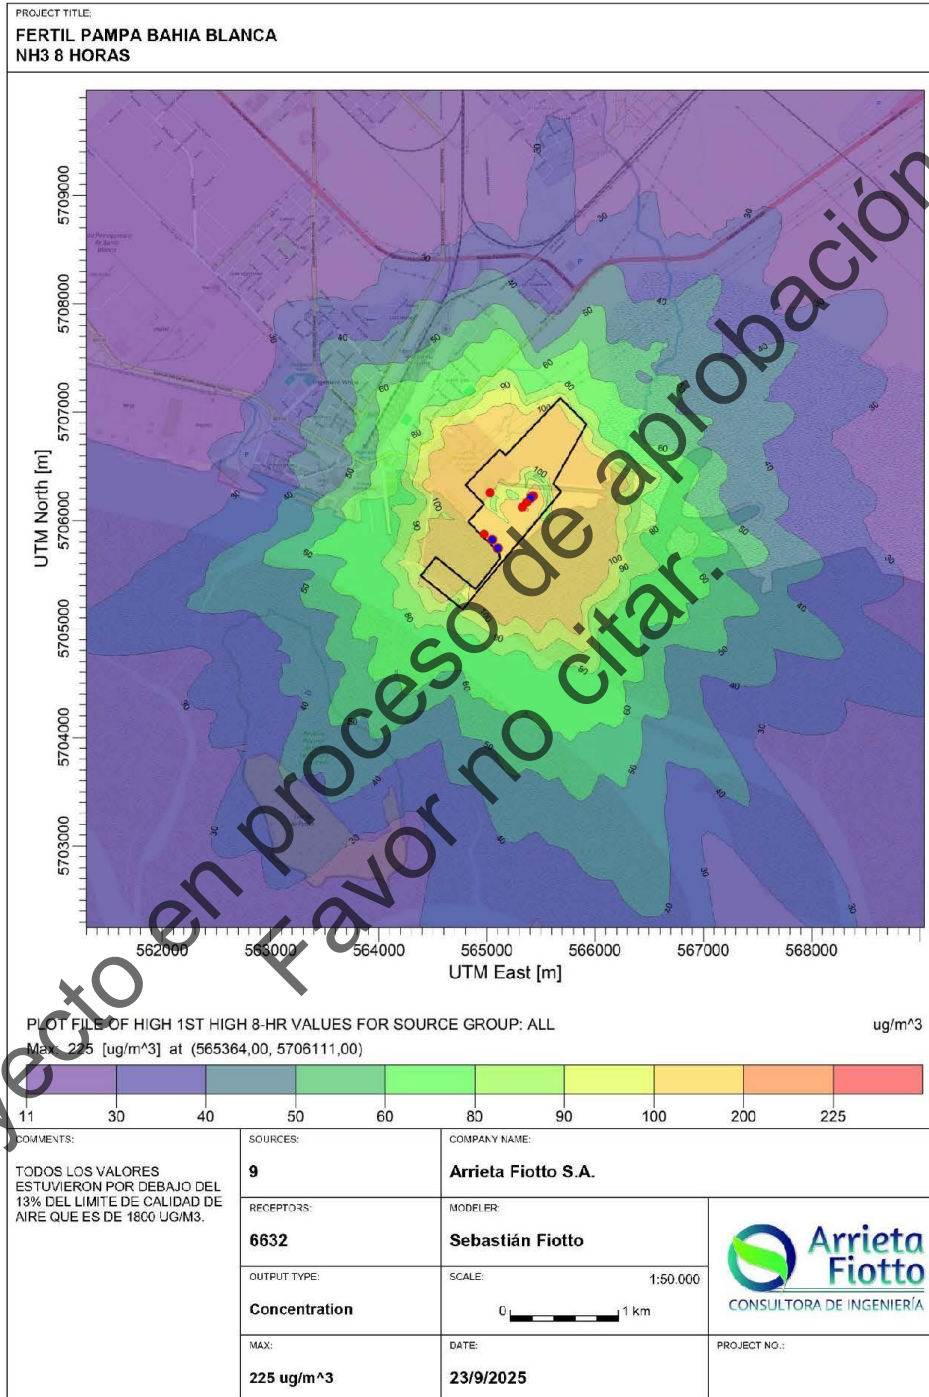 PROJECT TITLE:
FERTIL PAMPA BAHIA BLANCA
NH3 8 HORAS
UTM North [m]
5709000
5708000
5707000
5706000
5705000
5704000
5703000
562000 563000 564000 565000 566000 567000 568000
UTM East [m]
yecto en proceso de aprobación
Favor no citar.
PLOT FILE OF HIGH 1ST HIGH 8-HR VALUES FOR SOURCE GROUP: ALL
ug/m^3
Max: 225 [ug/m^3] at (565364,00, 5706111,00)
11 30 40 50 60 80 90 100 200 225
COMMENTS:
TODOS LOS VALORES
ESTUVIERON POR DEBAJO DEL
13% DEL LIMITE DE CALIDAD DE
AIRE QUE ES DE 1800 UG/M3.
SOURCES:
9
COMPANY NAME:
Arrieta Fiotto S.A.
RECEPTORS:
6632
MODELER:
Sebastián Fiotto
OUTPUT TYPE:
Concentration
SCALE:
1:50.000
0 1 km
MAX:
225 ug/m^3
DATE:
23/9/2025
Arrieta
Fiotto
CONSULTORA DE INGENIERÍA
PROJECT NO.: